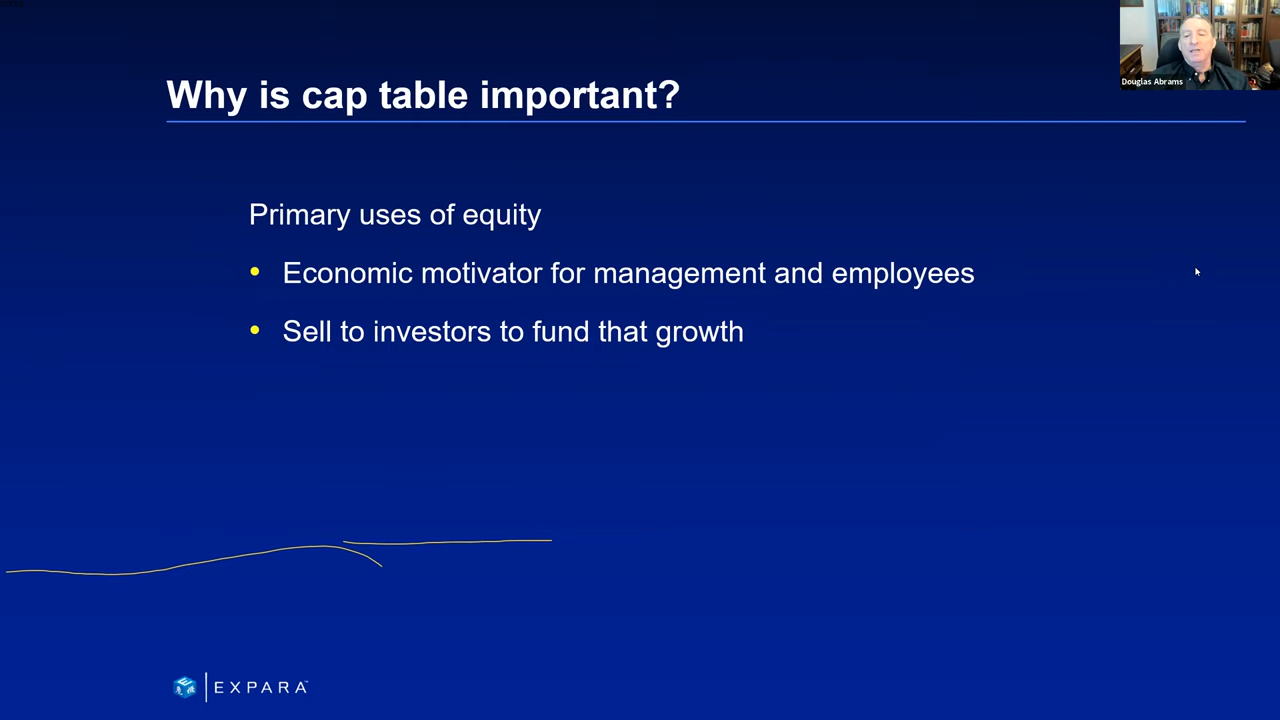 Why is cap table important?
Douglas Abrams
Primary uses of equity
• Economic motivator for management and employees
• Sell to investors to fund that growth
EXPARA™